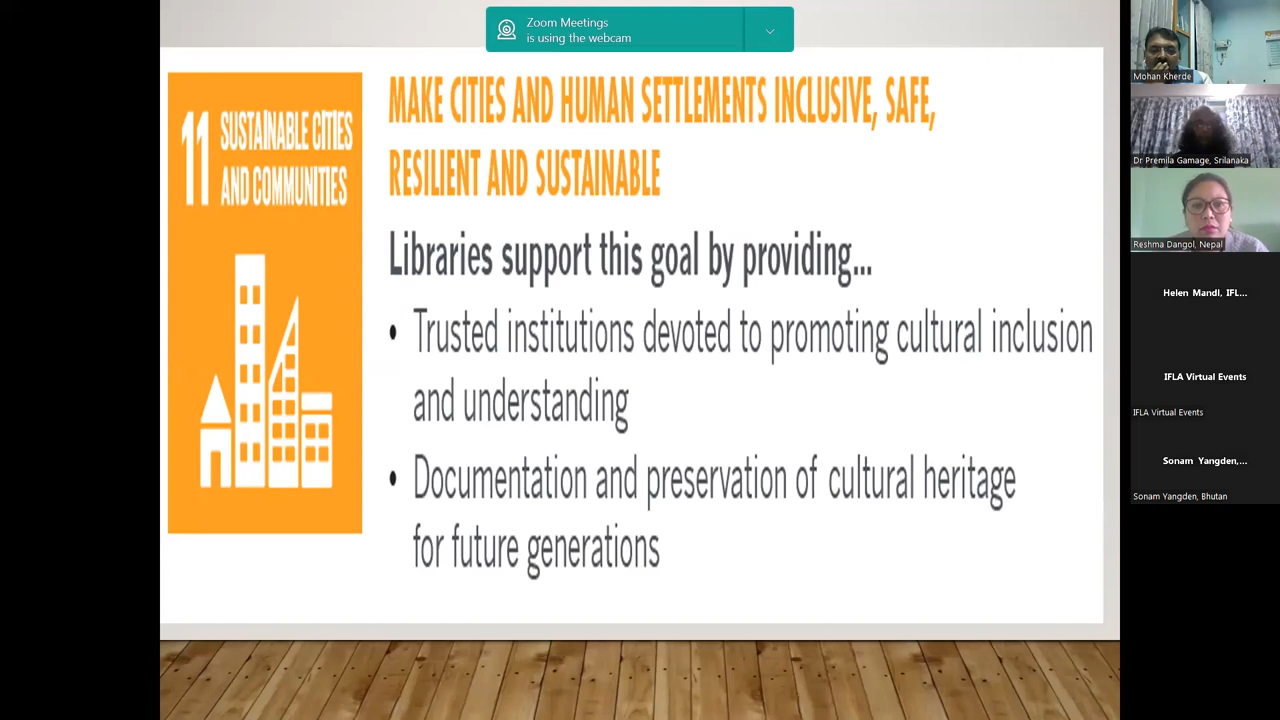 Zoom Meetings
is using the webcam
11 SUSTAINABLE CITIES
AND COMMUNITIES
MAKE CITIES AND HUMAN SETTLEMENTS INCLUSIVE, SAFE,
RESILIENT AND SUSTAINABLE
Libraries support this goal by providing...
• Trusted institutions devoted to promoting cultural inclusion
and understanding
• Documentation and preservation of cultural heritage
for future generations
Mohan Kherde
Dr Premila Gamage, Srilanaka
Reshma Dangol, Nepal
Helen Mandl, IFL...
IFLA Virtual Events
IFLA Virtual Events
Sonam Yangden,...
Sonam Yangden, Bhutan